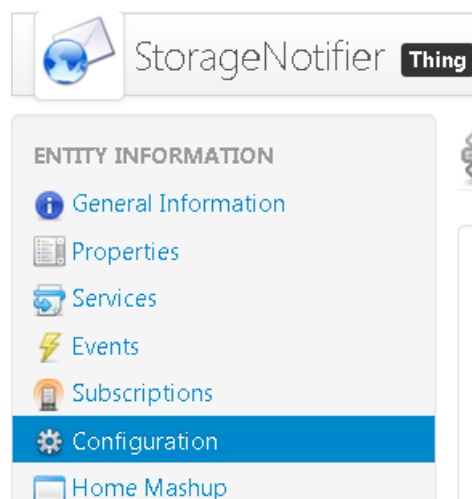 StorageNotifier Thing
ENTITY INFORMATION
General Information
Properties
Services
Events
Subscriptions
Configuration
Home Mashup